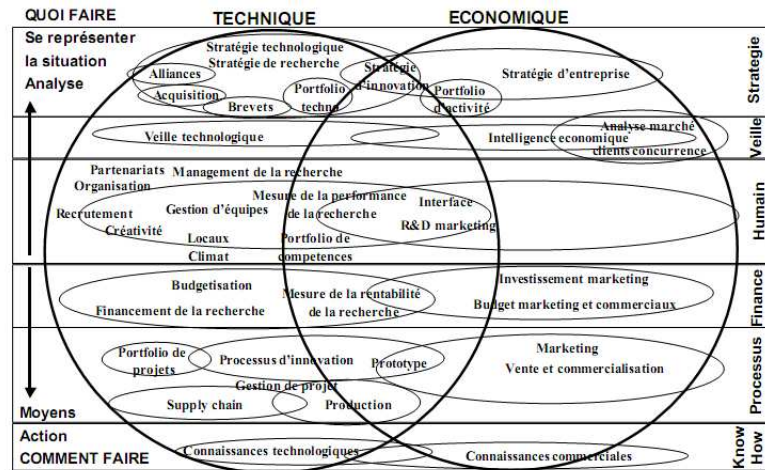 QUOI FAIRE
TECHNIQUE
ECONOMIQUE
Se représenter
la situation
Analyse
Stratégie technologique
Stratégie de recherche
Alliances
Acquisition
Brevets
Portfolio
techno
Stratégie
d'innovation
Stratégie d'entreprise
Portfolio
d'activité
Strategie
Veille technologique
Intelligence economique
Analyse marché
clients concurrence
Veille
Partenariats
Organisation
Management de la recherche
Recrutement
Créativité
Gestion d'équipes
Mesure de la performance
de la recherche
Interface
R&D marketing
Locaux
Climat
Portfolio de
competences
Humain
Budgetisation
Financement de la recherche
Mesure de la rentabilité
de la recherche
Investissement marketing
Budget marketing et commerciaux
Finance
Portfolio de
projets
Processus d'innovation
Prototype
Marketing
Vente et commercialisation
Gestion de projet
Supply chain
Production
Processus
Moyens
Action
COMMENT FAIRE
Connaissances technologiques
Connaissances commerciales
Know
How